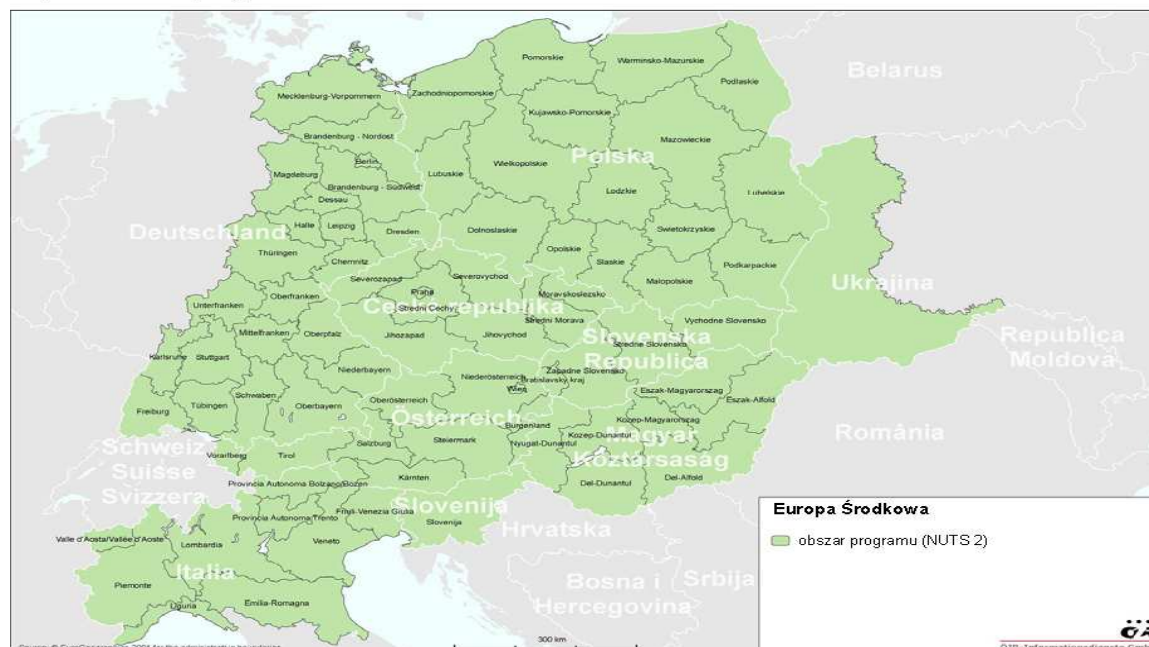 Pomorskie
Warminsko-Mazurskie
Belarus
Podlaskie
Mecklenburg-Vorpommern
Zachodniopomorskie
Kujawsko-Pomorskie
Brandenburg - Nordost
Mazowieckie
Berlin
Wielkopolskie
Polska
Magdeburg
Lubuskie
Brandenburg - Südwest
Lodzkie
Lubelskie
Dessau
Deutschland
Halle
Leipzig
Dresden
Dolnoslaskie
Swietokrzyskie
Thüringen
Opolskie
Slaskie
Podkarpackie
Chemnitz
Severozapad
Severovychod
Malopolskie
Ukrajina
Oberfranken
Praha
Moravskoslezsko
Unterfranken
Ceska republika
Stredni Cechy
Stredni Morava
Vychodne Slovensko
Mittelfranken
Oberpfalz
Jihozapad
Jihovychod
Slovenska
Republica
Stredne Slovensko
Republica
Moldova
Karlsruhe
Stuttgart
Niederbayern
Niederösterreich
Zapadne Slovensko
Wien
Bratislavský kraj
Eszak-Magyarorszag
Schwaben
Oberbayern
Oberösterreich
Eszak-Alfold
Freiburg
Tübingen
Österreich
Burgenland
Kozep-Magyarorszag
România
Schweiz
Suisse
Svizzera
Vorarlberg
Tirol
Salzburg
Steiermark
Nyugat-Dunantul
Kozep-Dunantul
Magyar
Köztársaság
Kärnten
Provincia Autonoma Bolzano/Bozen
Del-Dunantul
Del-Alfold
Slovenija
Provincia Autonoma Trento
Friuli-Venezia Giulia
Slovenija
Hrvatska
Valle d'Aosta/Vallée d'Aoste
Lombardia
Veneto
Italia
Piemonte
Bosna i
Hercegovina
Srbija
Liguria
Emilia-Romagna
Europa Środkowa
obszar programu (NUTS 2)
300 km